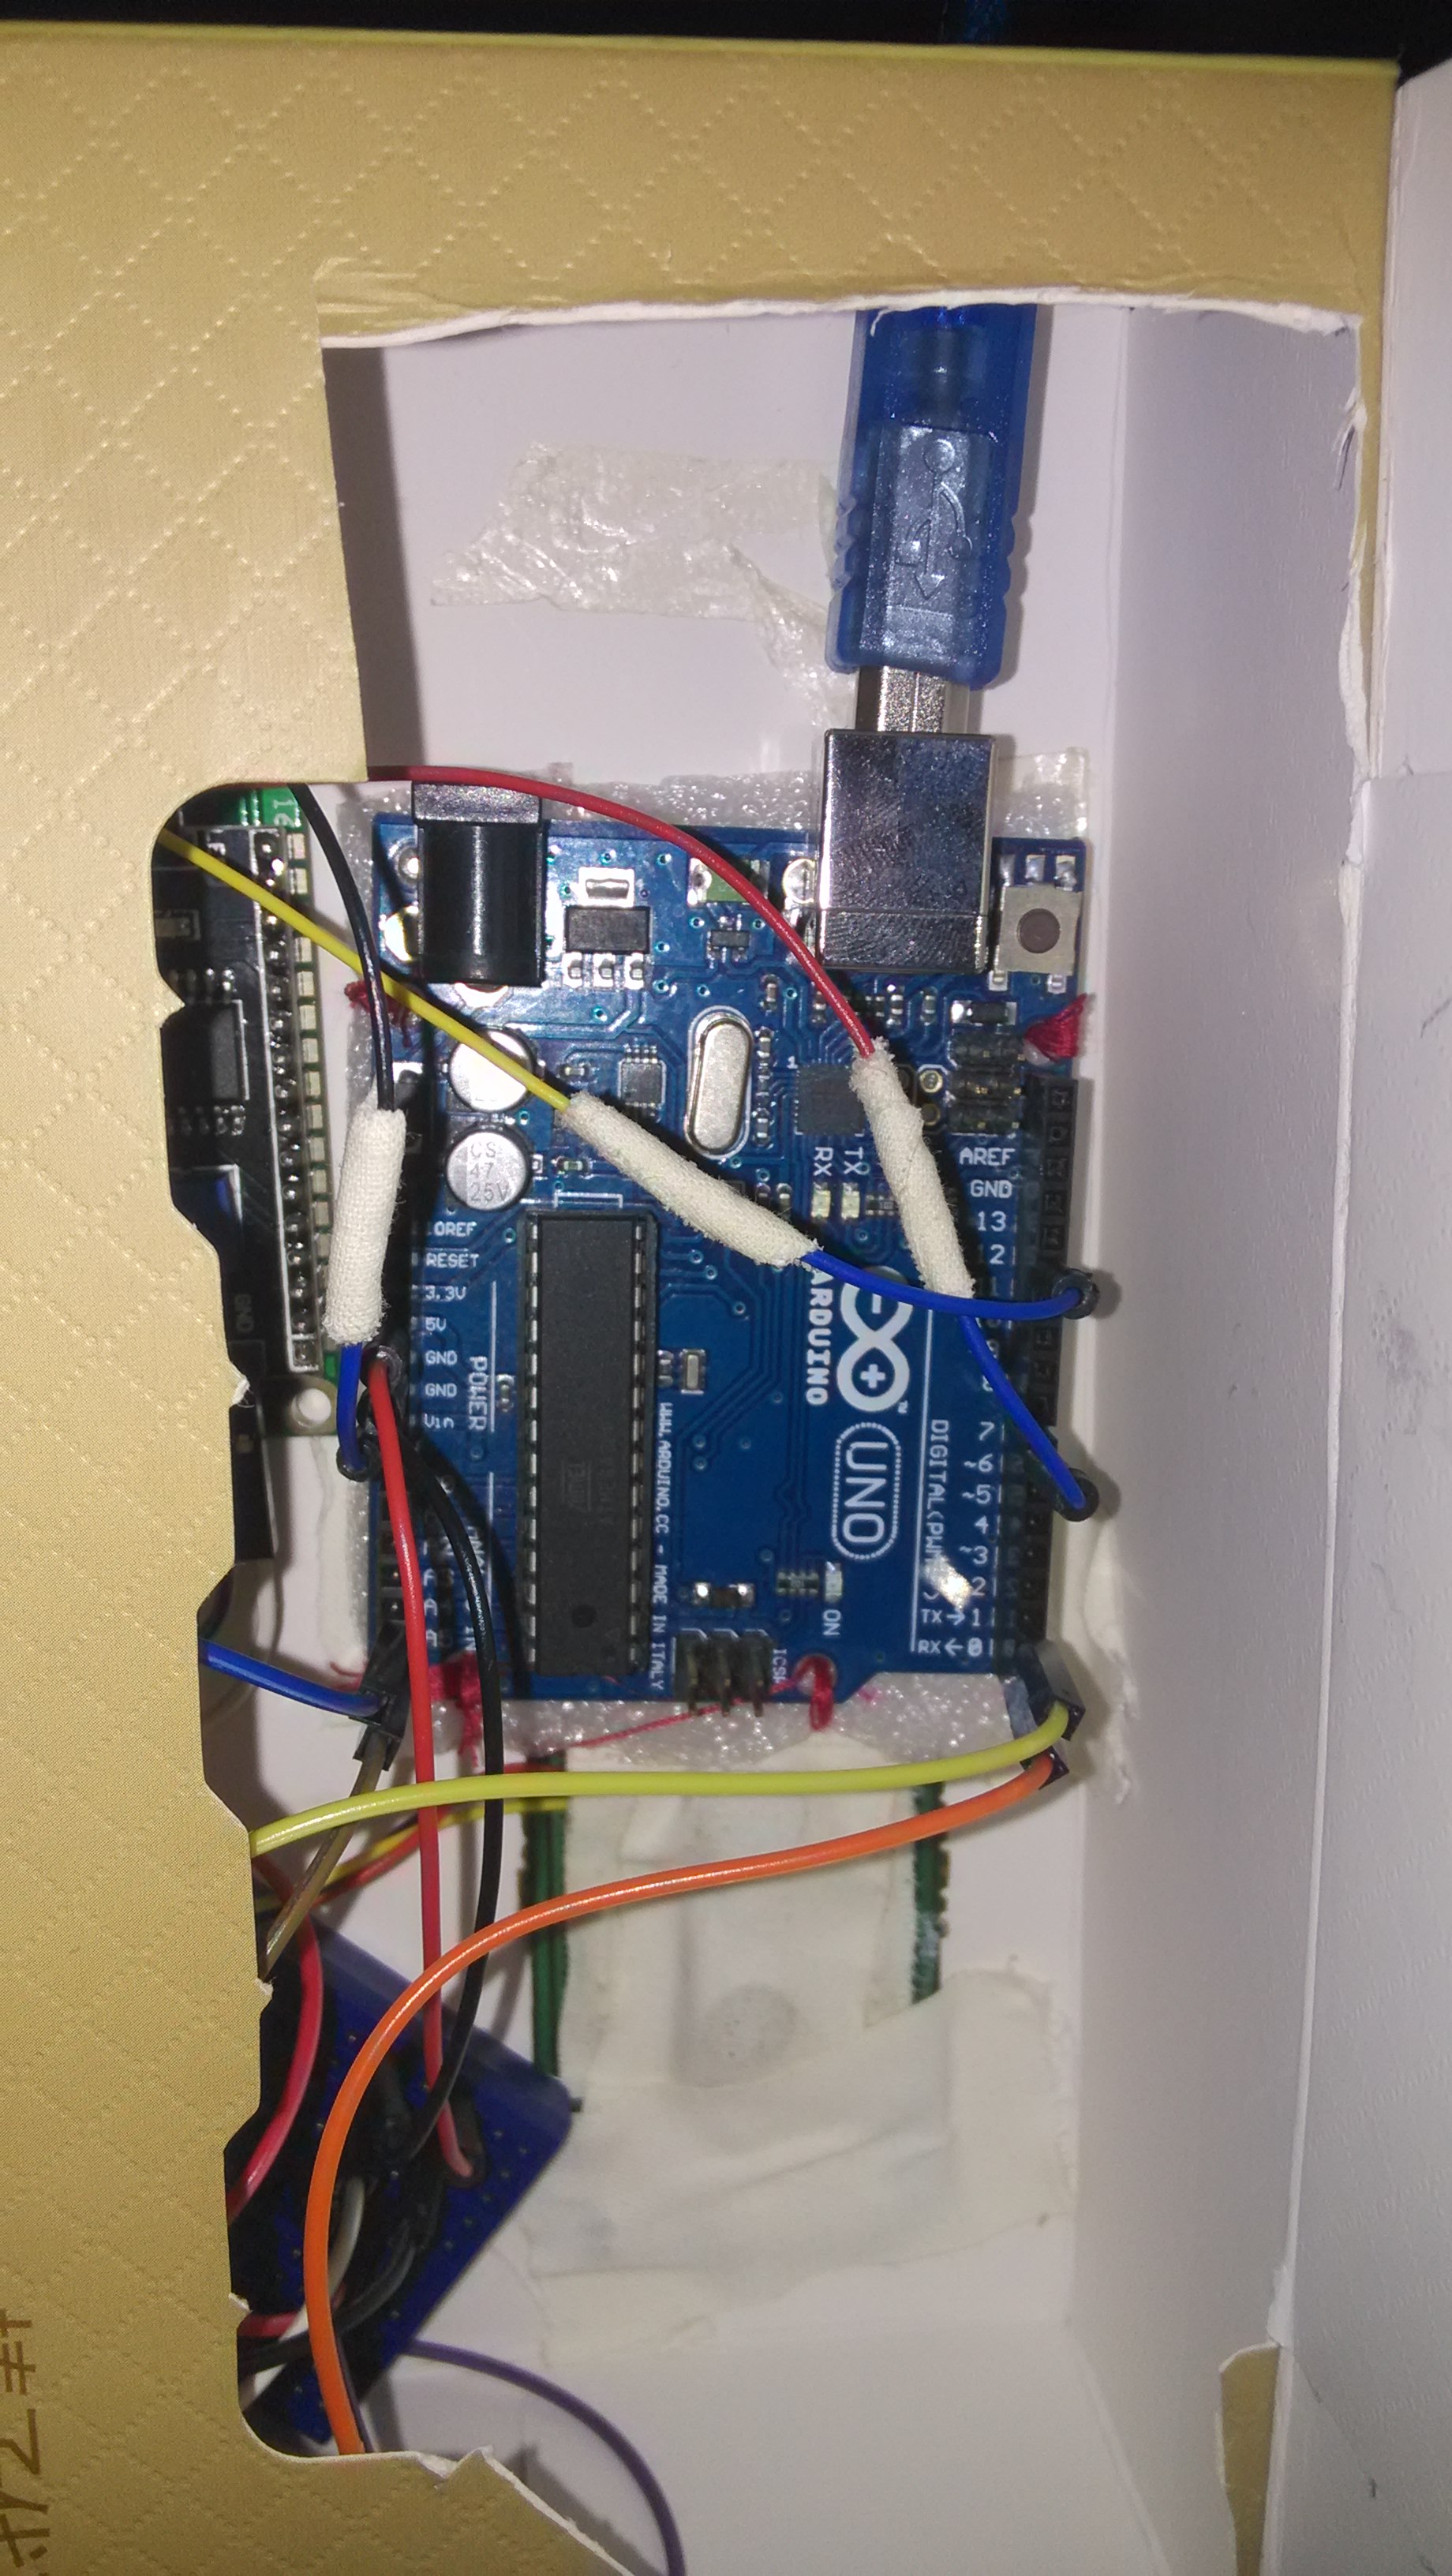 AREF
GND
13
12
7
~6
~5
4
~3
2
TX→1
RX←0
DIGITAL(PWM
TX
RX
UNO
ON
ARDUINO
WWW.ARDUINO.CC - MADE IN ITALY
CS
47
25V
POWER
RESET
3.3V
5V
GND
GND
Vin
GND